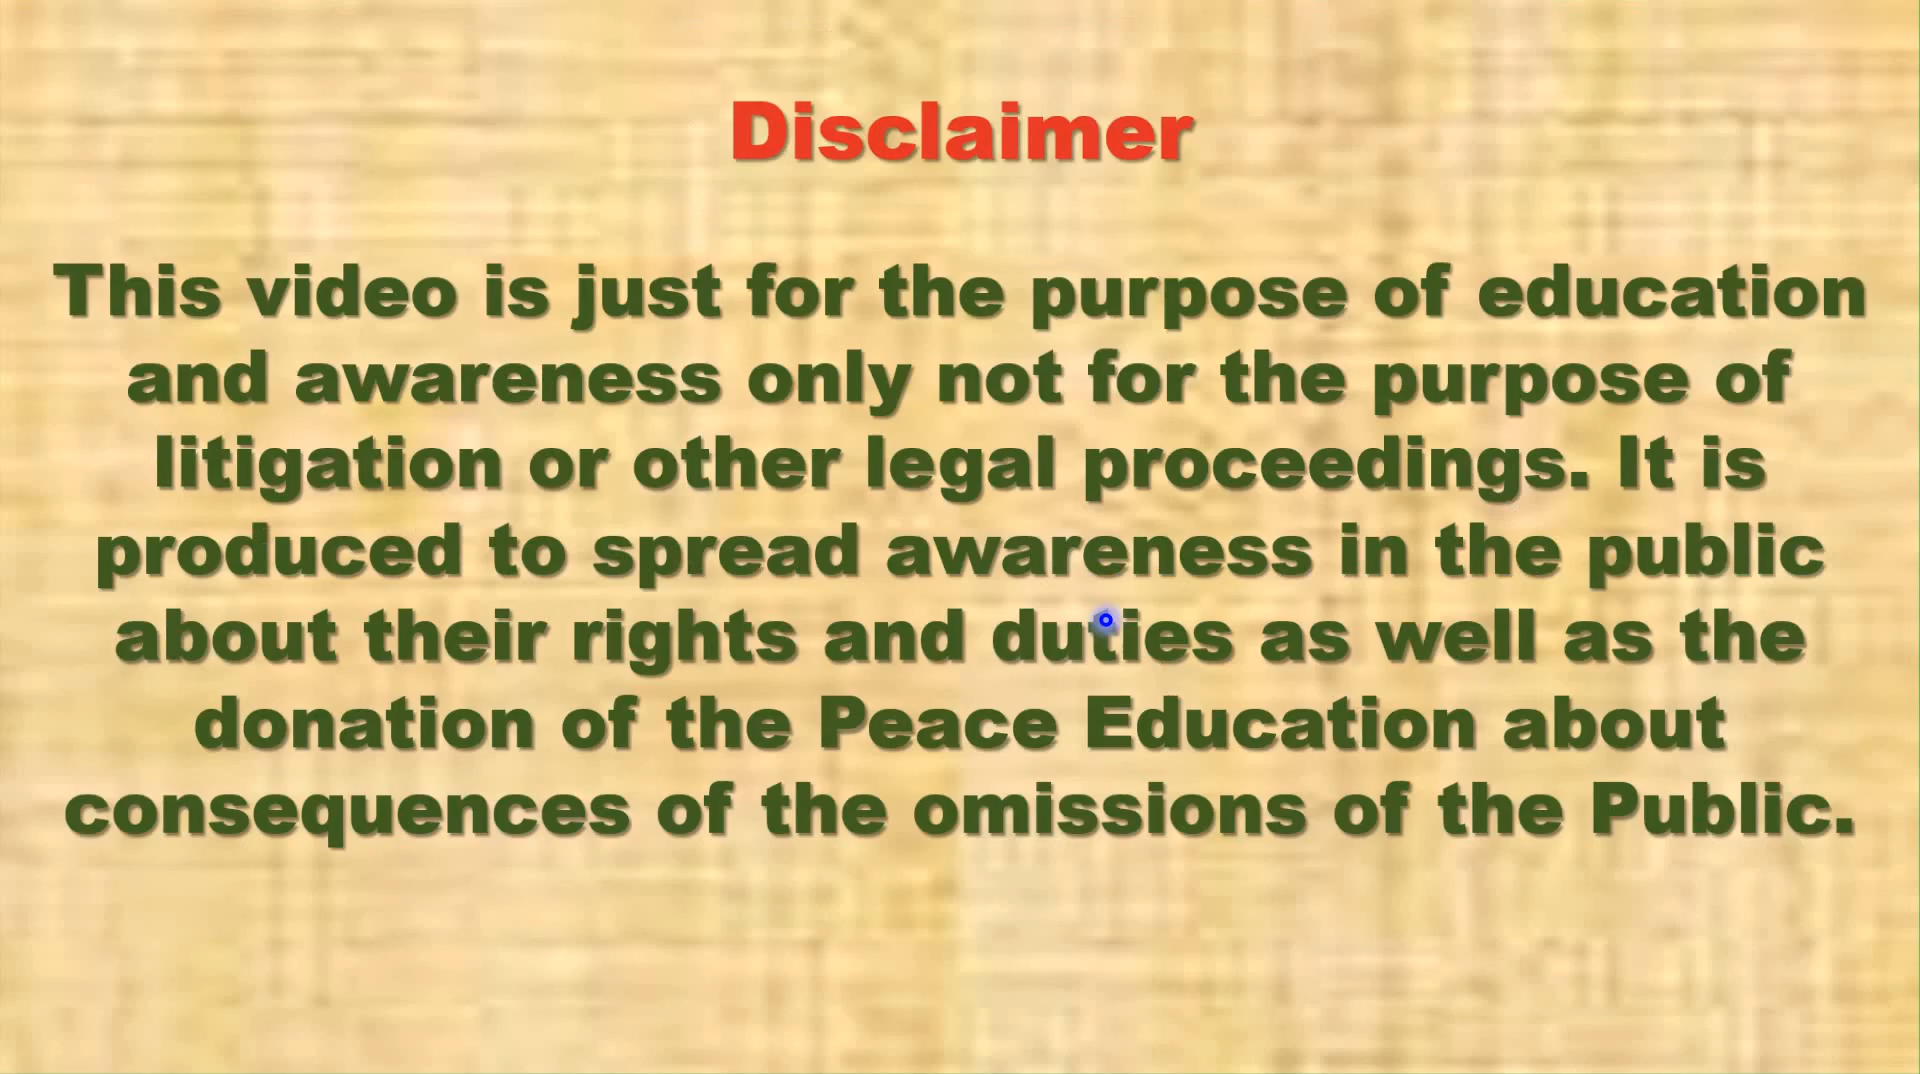 Disclaimer
This video is just for the purpose of education
and awareness only not for the purpose of
litigation or other legal proceedings. It is
produced to spread awareness in the public
about their rights and duties as well as the
donation of the Peace Education about
consequences of the omissions of the Public.